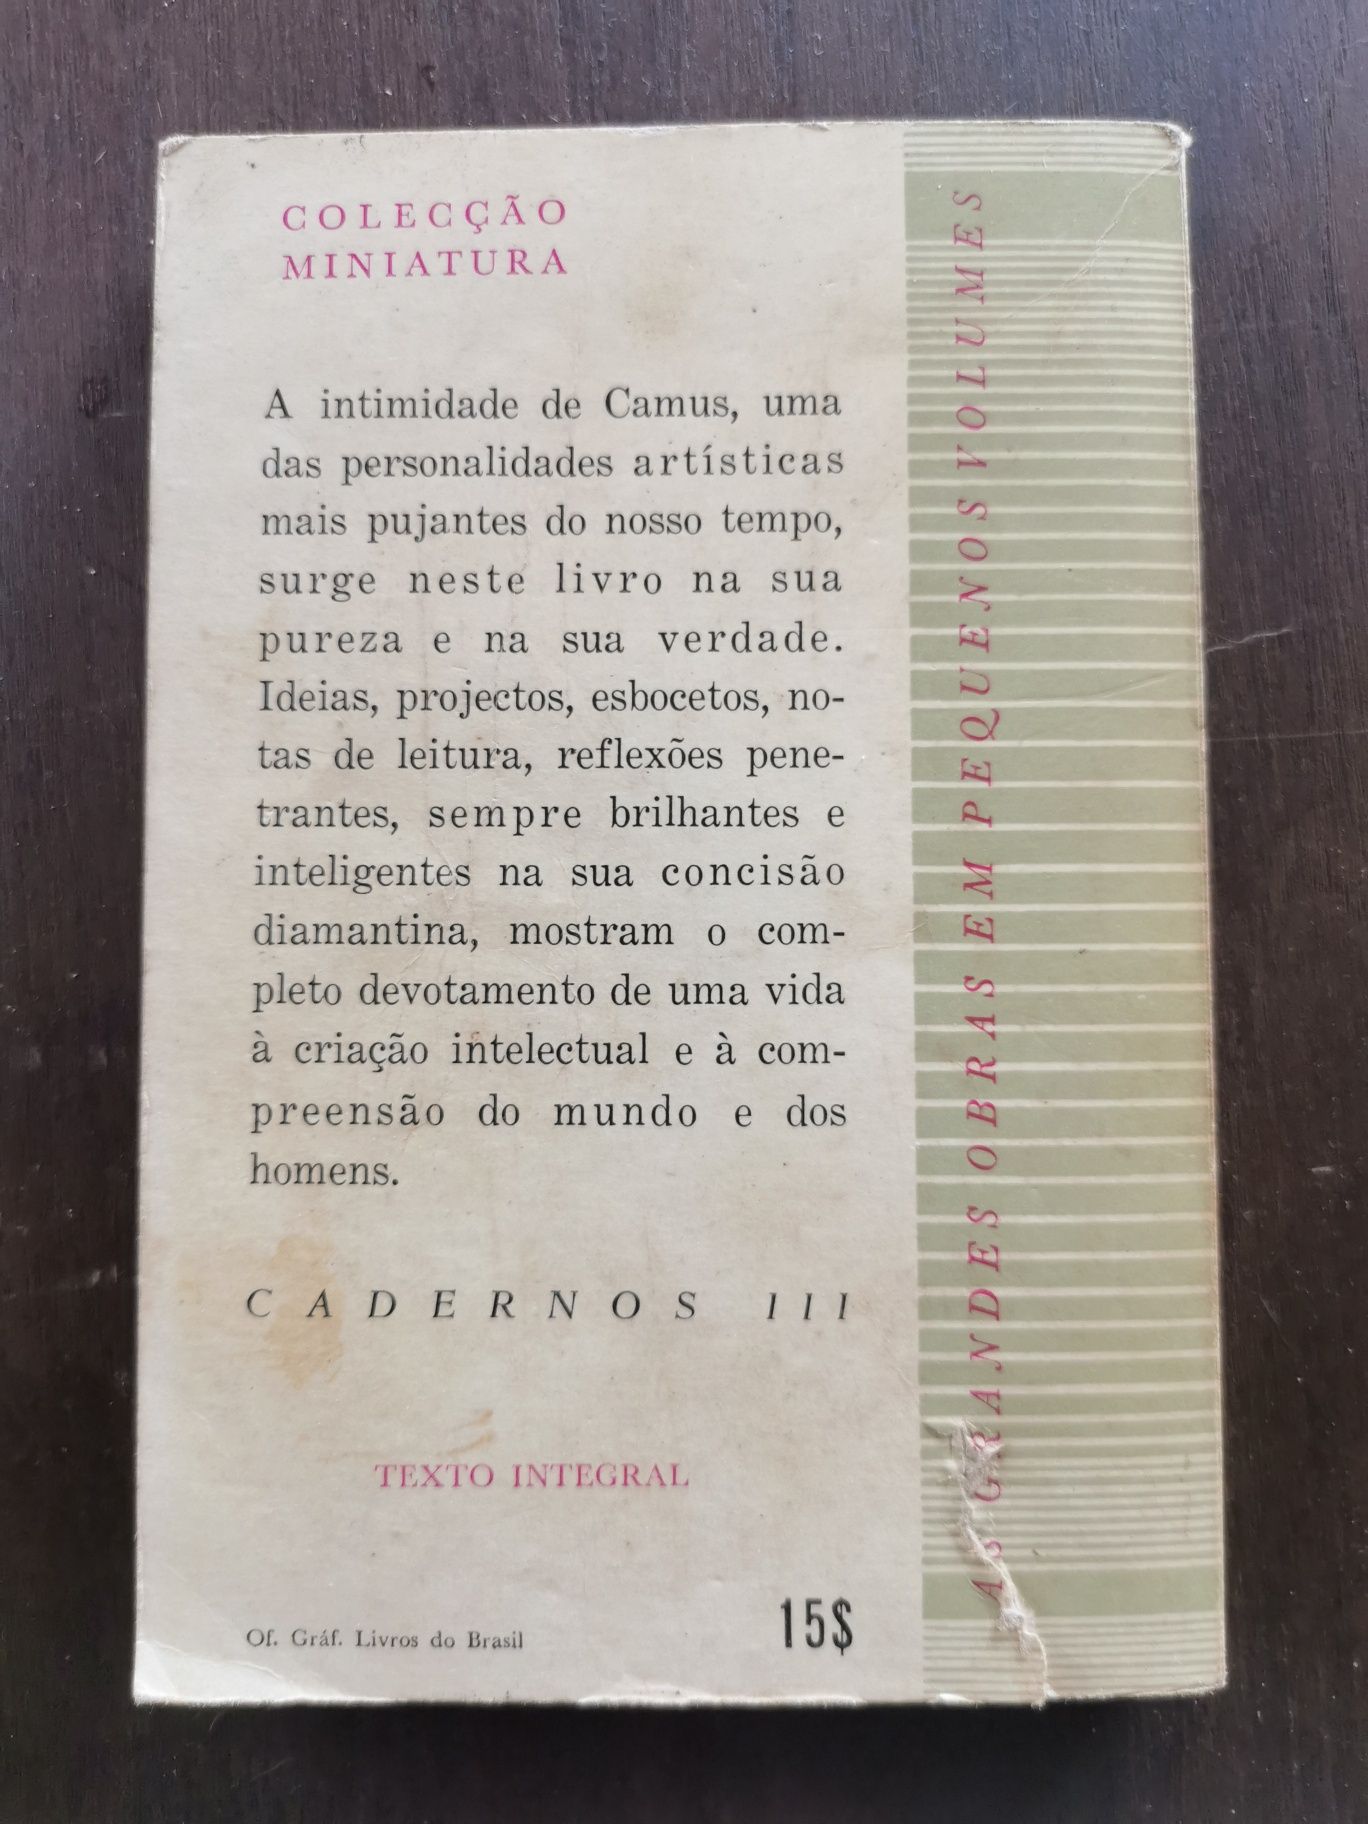 COLECÇÃO
MINIATURA
A intimidade de Camus, uma
das personalidades artísticas
mais pujantes do nosso tempo,
surge neste livro na sua
pureza e na sua verdade.
Ideias, projectos, esbocetos, no-
tas de leitura, reflexões pene-
trantes, sempre brilhantes e
inteligentes na sua concisão
diamantina, mostram o com-
pleto devotamento de uma vida
à criação intelectual e à com-
preensão do mundo e dos
homens.
CADERNOS III
TEXTO INTEGRAL
Of. Gráf. Livros do Brasil
15$
AS GRANDES OBRAS EM PEQUENOS VOLUMES